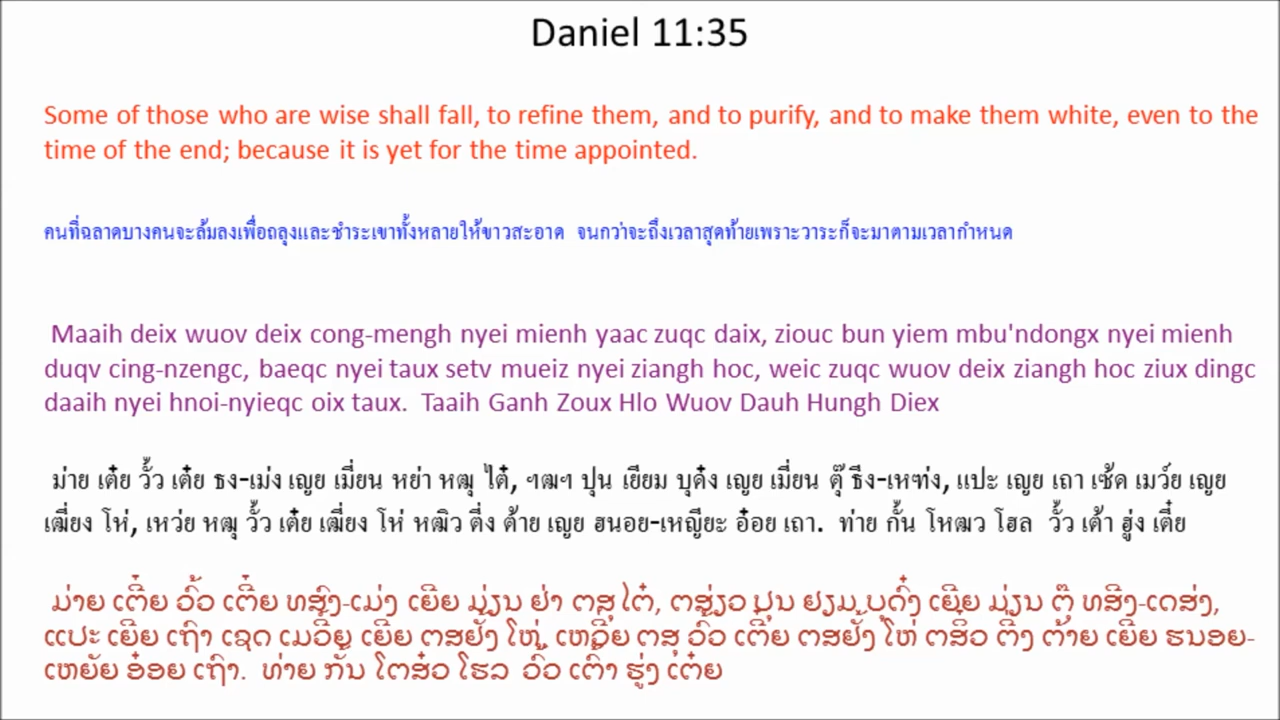 Daniel 11:35
Some of those who are wise shall fall, to refine them, and to purify, and to make them white, even to the
time of the end; because it is yet for the time appointed.
คนที่ฉลาดบางคนจะล้มลงเพื่อถลุงและชำระเขาทั้งหลายให้ขาวสะอาด จนกว่าจะถึงเวลาสุดท้ายเพราะวาระก็จะมาตามเวลากำหนด
Maaih deix wuov deix cong-mengh nyei mienh yaac zuqc daix, ziouc bun yiem mbu'ndongx nyei mienh
duqv cing-nzengc, baeqc nyei taux setv mueiz nyei ziangh hoc, weic zuqc wuov deix ziangh hoc ziux dingc
daaih nyei hnoi-nyieqc oix taux. Taaih Ganh Zoux Hlo Wuov Dauh Hungh Diex
ม่าย เต๋ีย วั้ว เต๋ีย ธง-เม่ง เญย เมี่ยน หย่า หฒุ ไต๋, ฯฒฯ ปุน เยียม บุด๋ง เญย เมี่ยน ตุ๊ ธีง-เหฑ่ง, แปะ เญย เถา เซ้ด เมว์ย เญย
เฒี่ยง โห่, เหว่ย หฒุ วั้ว เต๋ีย เฒี่ยง โห่ หฒิว ตี่ง ต้าย เญย ฮนอย-เหญียะ อ๋อย เถา. ท่าย กั้น โหฒว โฮล วั้ว เต้า ฮู่ง เตี๋ย
ມ່າຍ ເຕີ໋ຍ ວົ້ວ ເຕີ໋ຍ ທສົງ-ເມ່ງ ເຍີຍ ມ່ຽນ ຢ່າ ຕສຸ ໄຕ໋, ຕສ່ຽວ ປຸນ ຢຽມ ບຸດົ໋ງ ເຍີຍ ມ່ຽນ ຕຸ໊ ທສີງ-ເດສ່ງ,
ແປະ ເຍີຍ ເຖົາ ເຊດ ເມວີ້ຍ ເຍີຍ ຕສຍັ່ງ ໂຫ່, ເຫວີ່ຍ ຕສຸ ວົ້ວ ເຕີ໋ຍ ຕສຍັ່ງ ໂຫ່ ຕສິ໋ວ ຕີ່ງ ຕ້າຍ ເຍີຍ ຮນອຍ-
ເຫຍັຍ ອ໋ອຍ ເຖົາ. ທ່າຍ ກັ້ນ ໂຕສ໋ວ ໂຮລ ວົ້ວ ເຕົ້າ ຮູ່ງ ເຕ໋ຍ